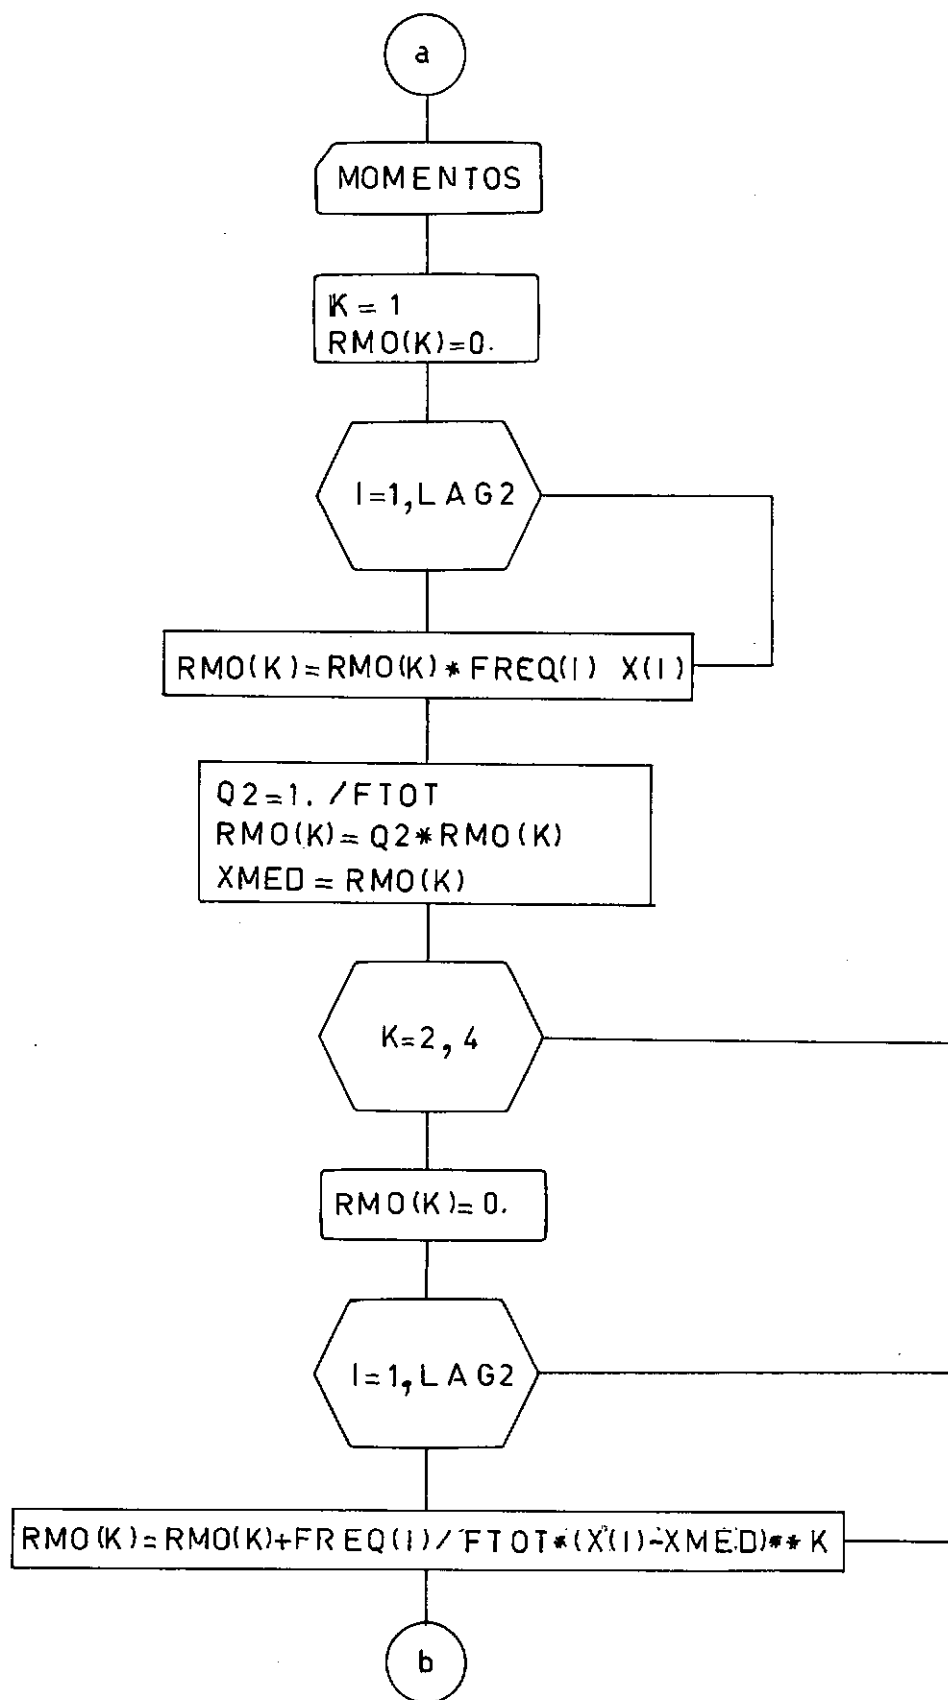 a
MOMENTOS
K = 1
RMO(K)=0.
I=1,LAG2
RMO(K)=RMO(K)*FREQ(I) X(I)
Q2=1./FTOT
RMO(K)=Q2*RMO(K)
XMED=RMO(K)
K=2,4
RMO(K)=0.
I=1,LAG2
RMO(K)=RMO(K)+FREQ(I)/FTOT*(X(I)-XMED)**K
b